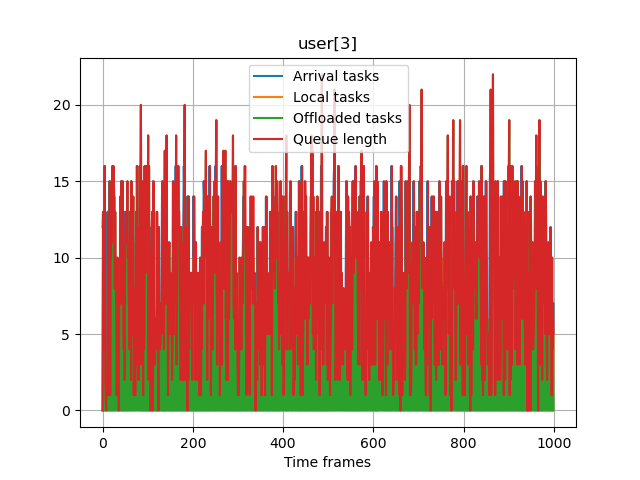 user[3]
Arrival tasks
Local tasks
Offloaded tasks
Queue length
20
15
10
5
0
0 200 400 600 800 1000
Time frames